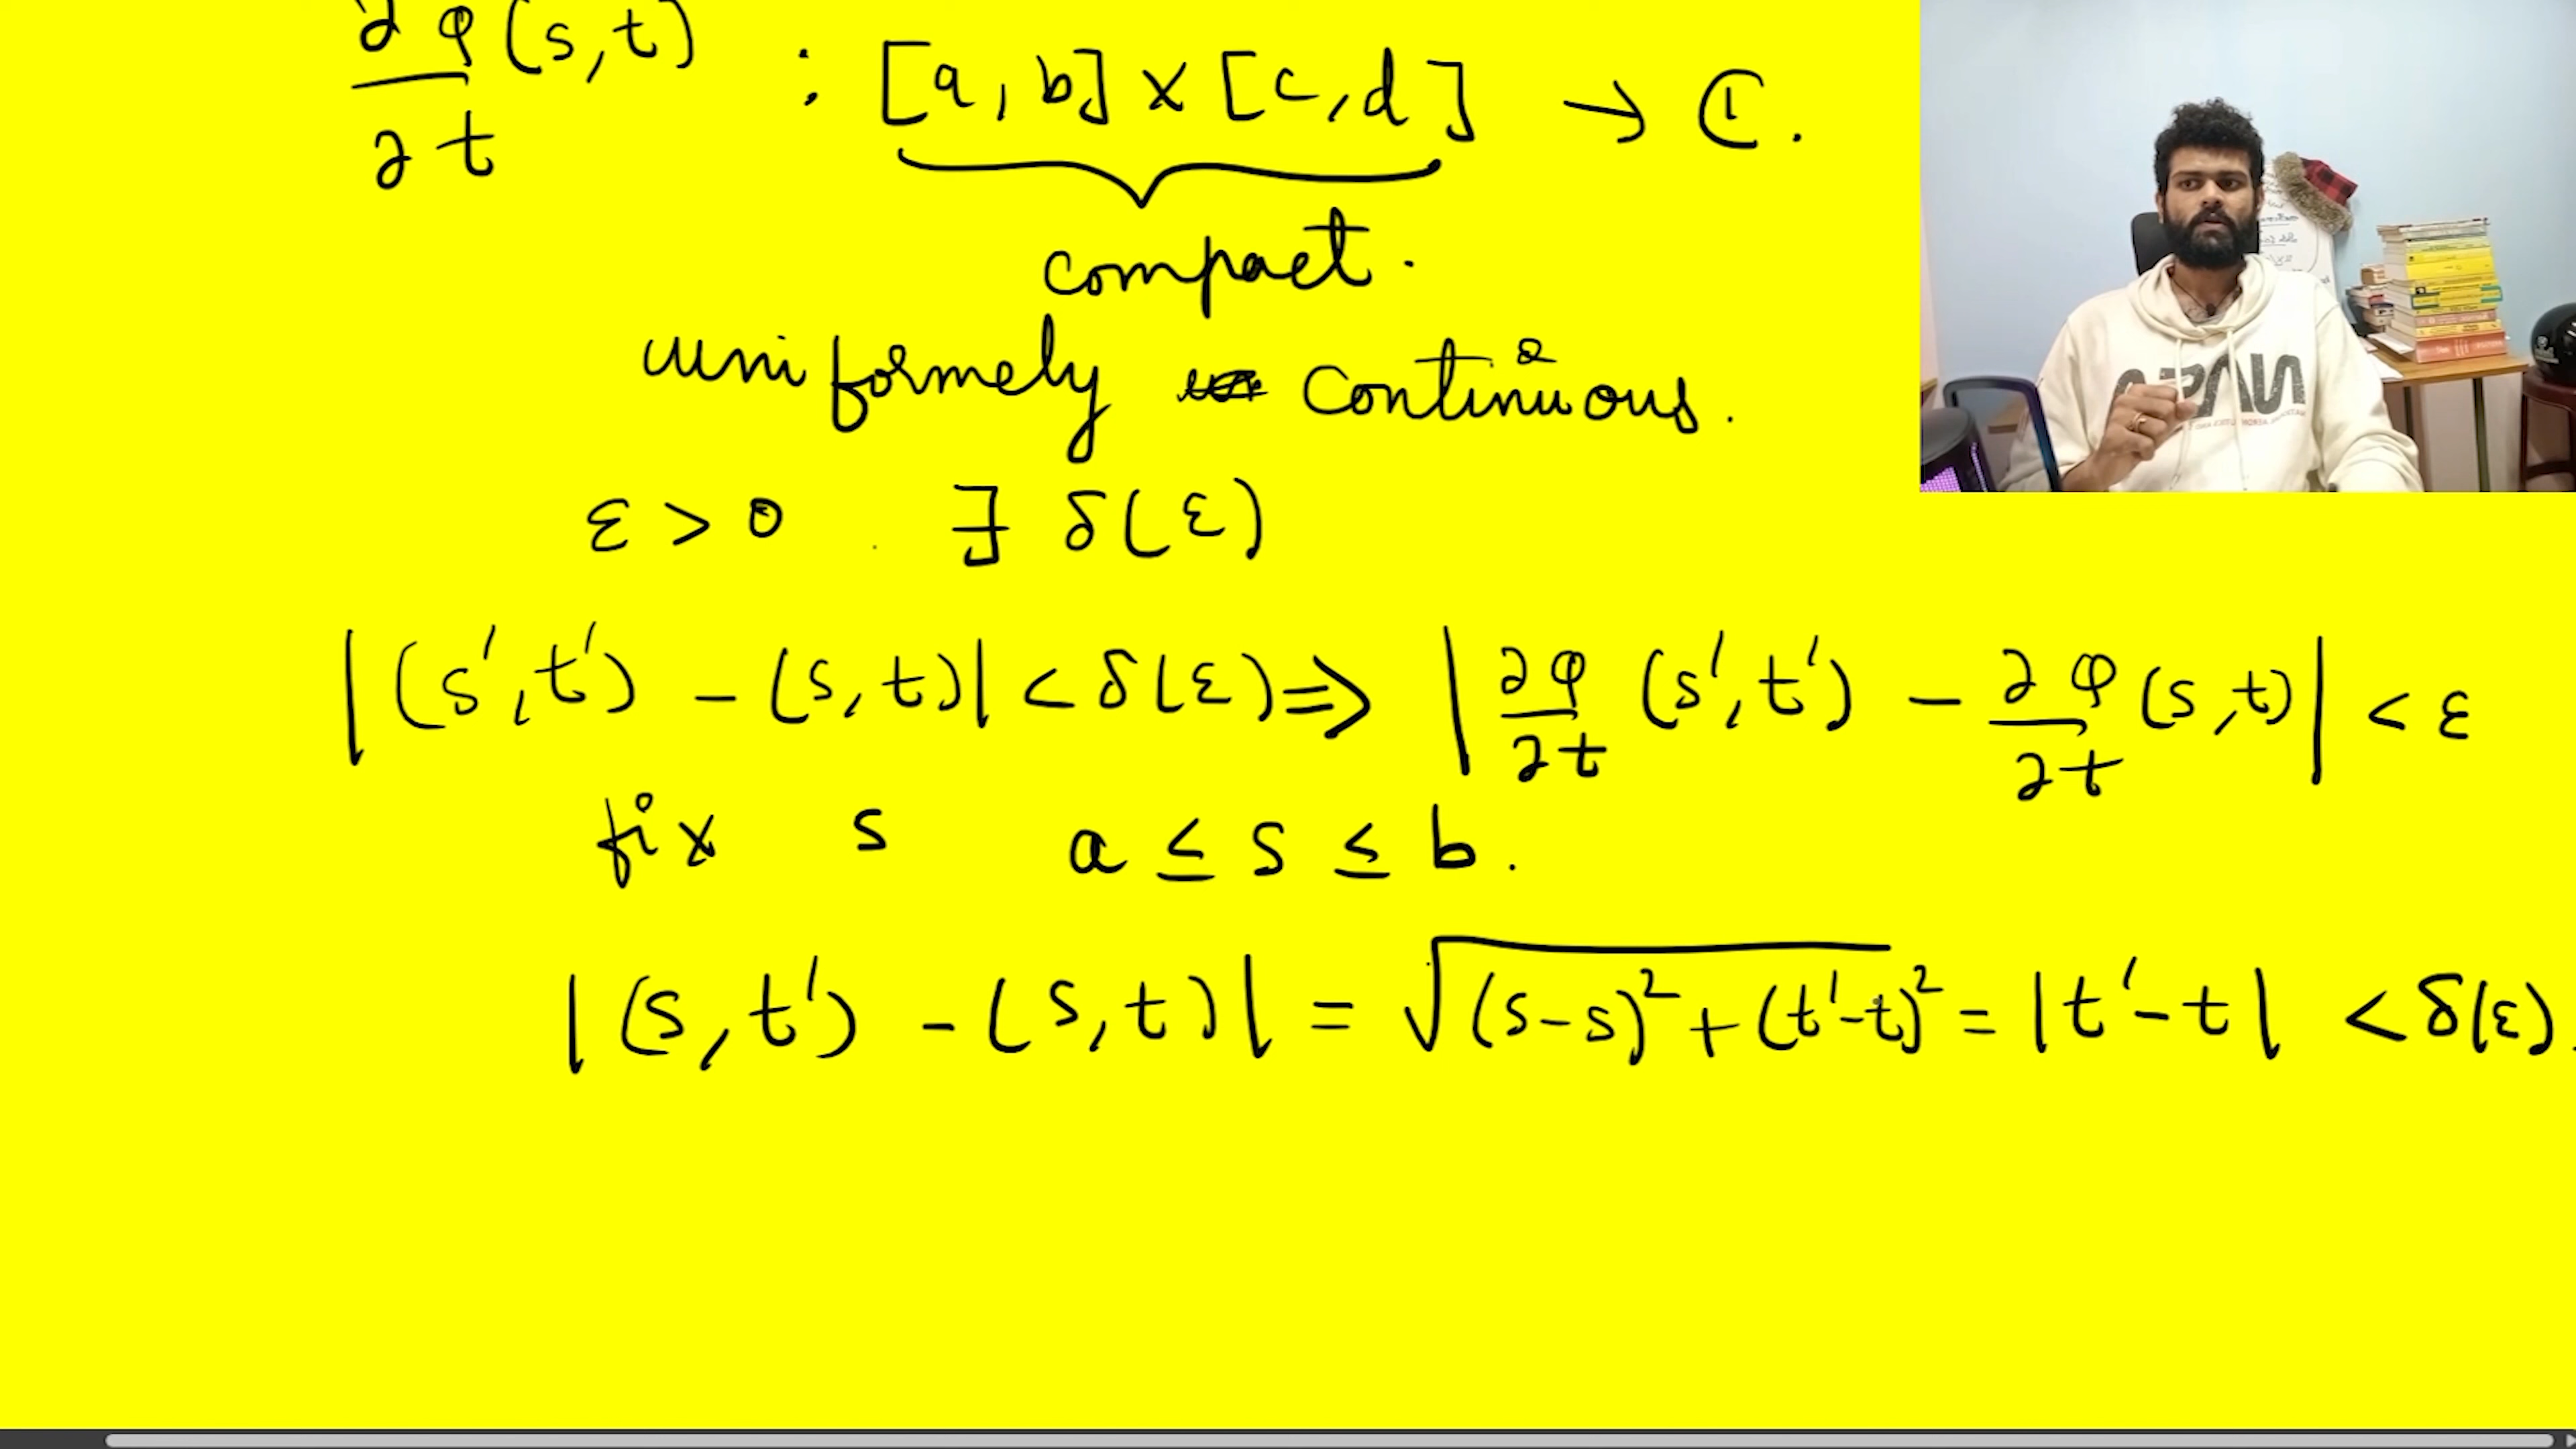 ∂φ/∂t (s,t) : [a, b] × [c, d] → ℂ.
compact.
uniformely continuous.
ε > 0 ∃ δ(ε)
|(s′, t′) - (s, t)| < δ(ε) ⇒ |∂φ/∂t (s′, t′) - ∂φ/∂t (s, t)| < ε
fix s a ≤ s ≤ b.
|(s, t′) - (s, t)| = √(s-s)² + (t′-t)² = |t′-t| < δ(ε).